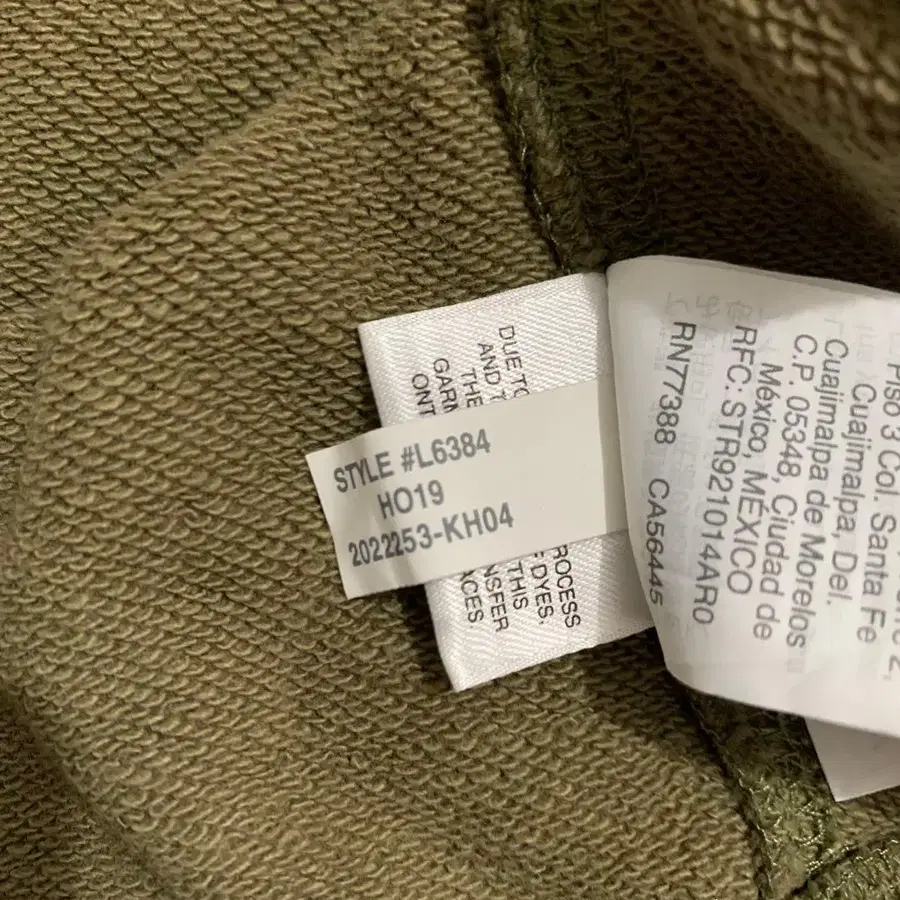 STYLE #L6384
HO19
2022253-KH04
DUE TO
AND
THE
GARM
ONT
ROCESS
F DYES.
THIS
NSFER
ACES
Piso 3 Col. Santa Fe
Cuajimalpa, Del.
Cuajimalpa de Morelos
C.P. 05348, Ciudad de
México, MÉXICO
RFC: STR921014AR0
RN77388 CA56445